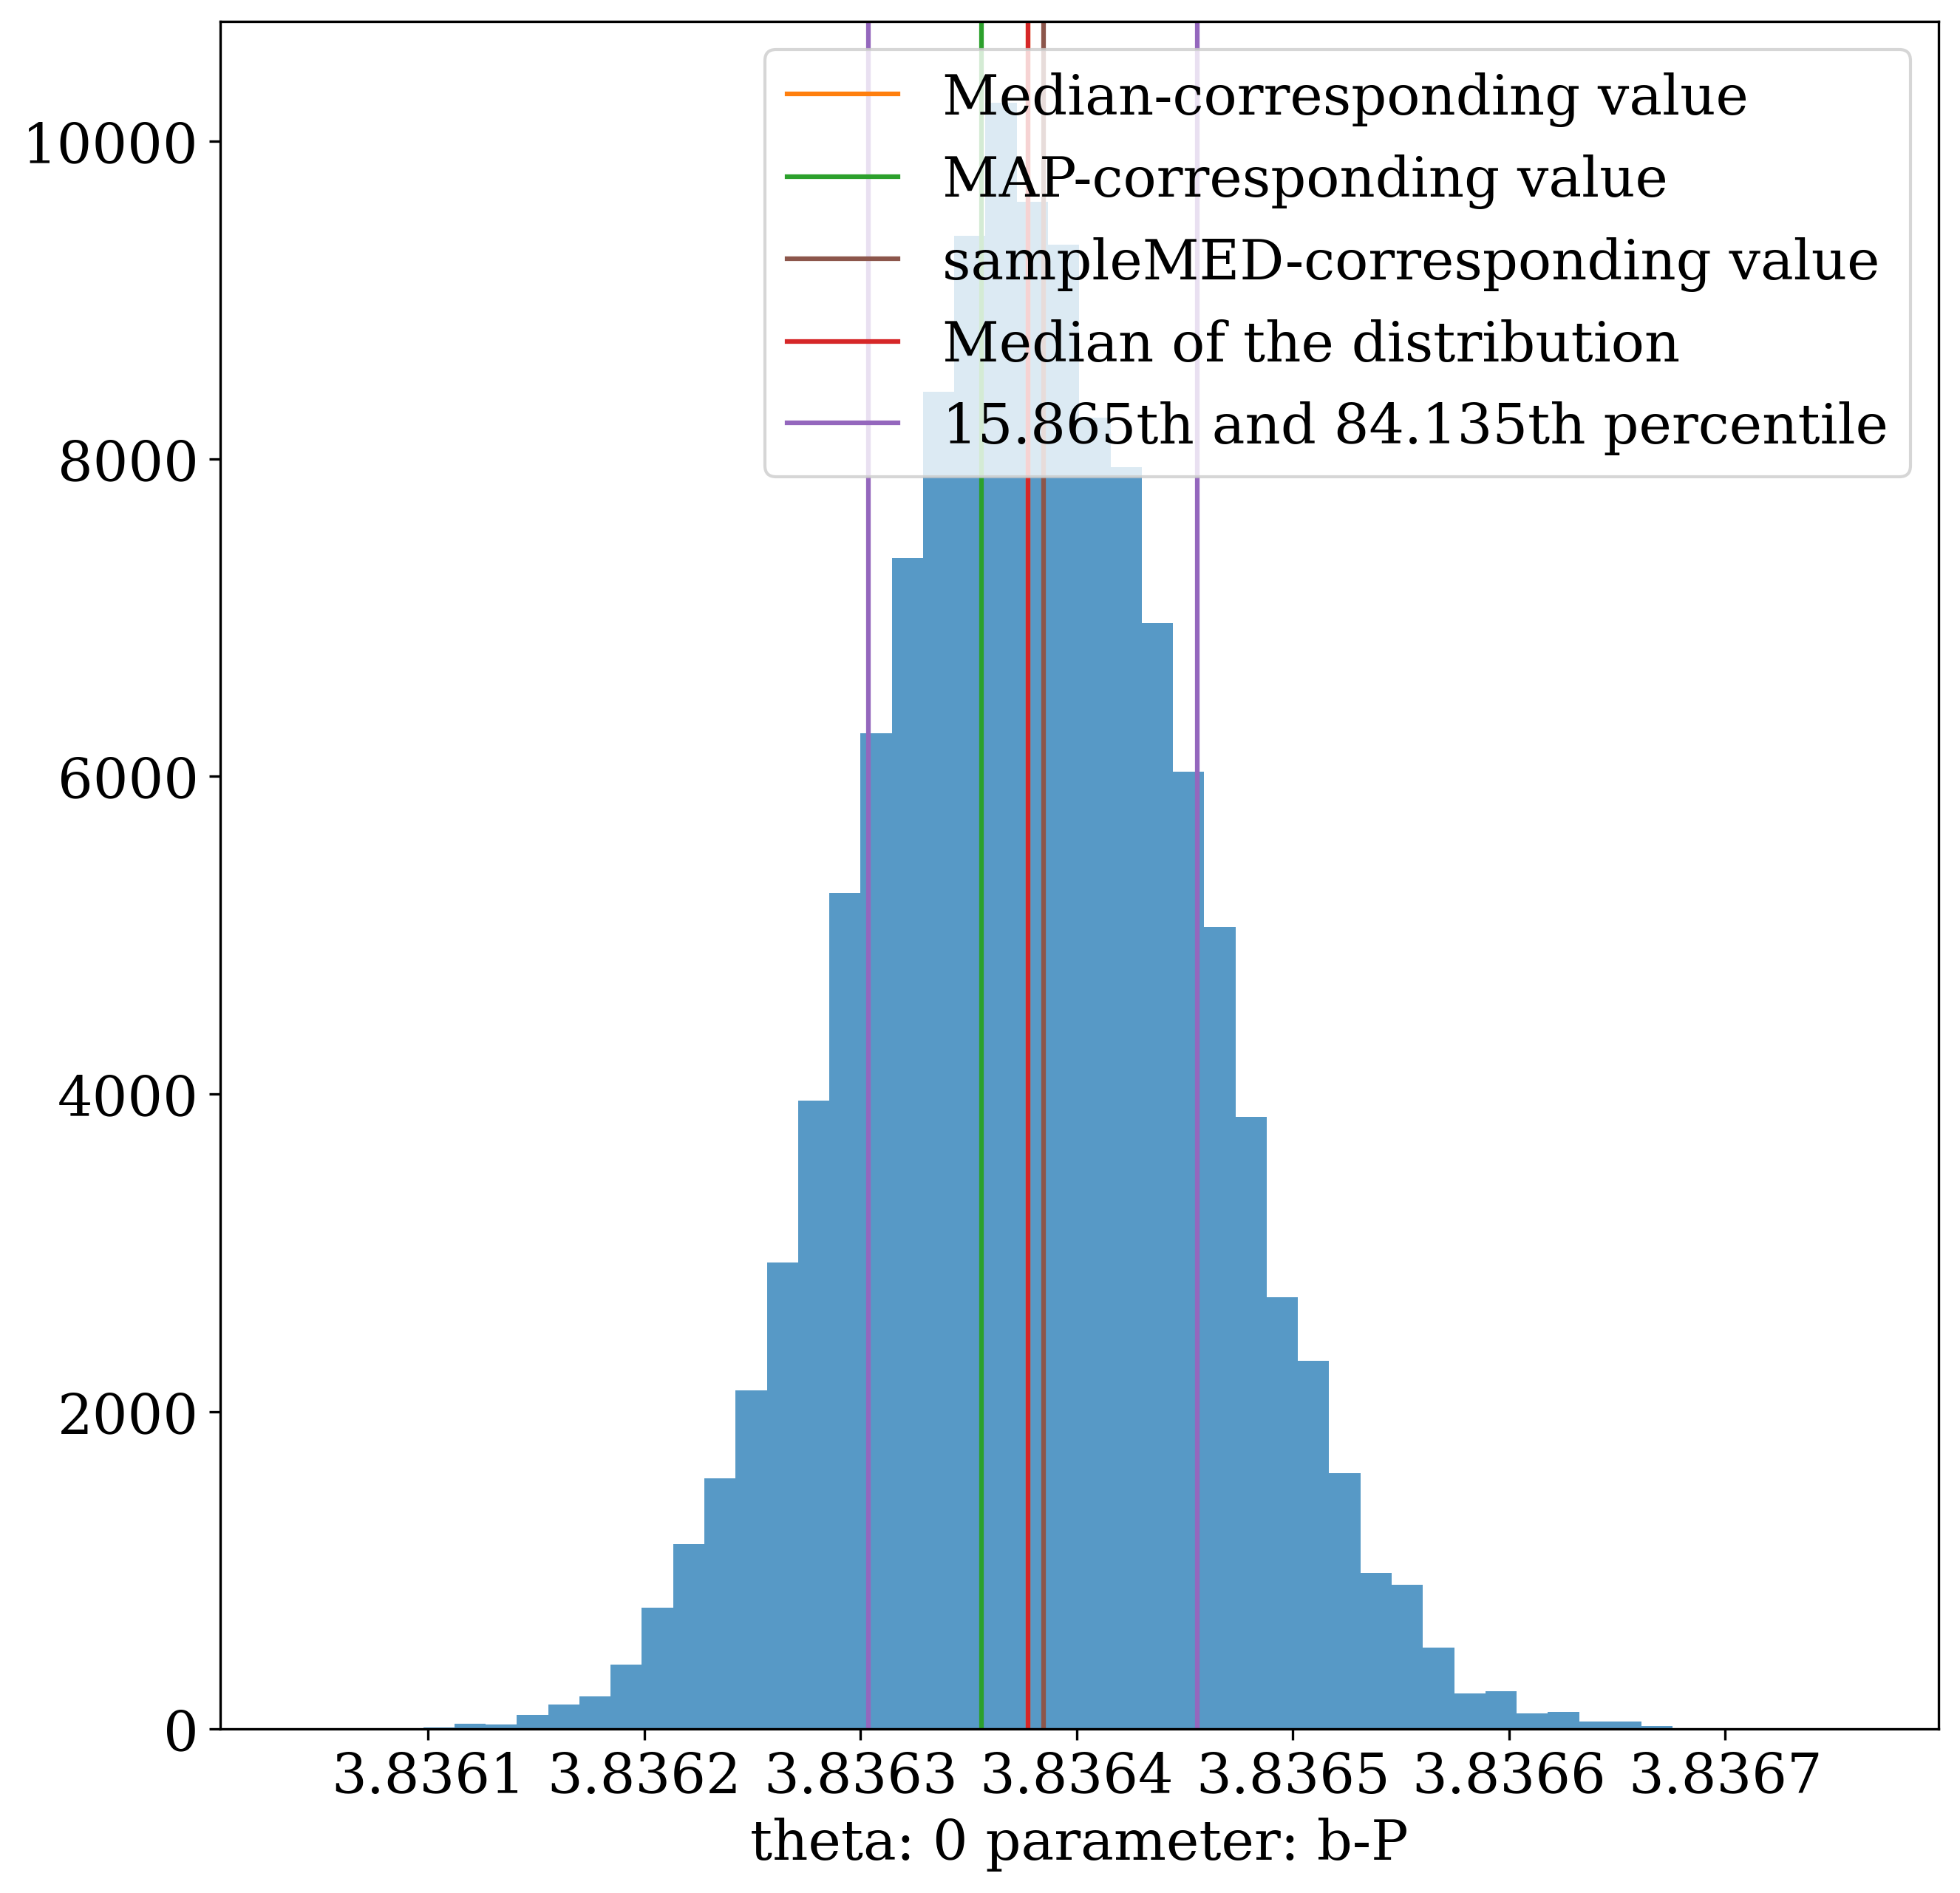 Median-corresponding value
MAP-corresponding value
sampleMED-corresponding value
Median of the distribution
15.865th and 84.135th percentile
10000
8000
6000
4000
2000
0
3.8361 3.8362 3.8363 3.8364 3.8365 3.8366 3.8367
theta: 0 parameter: b-P